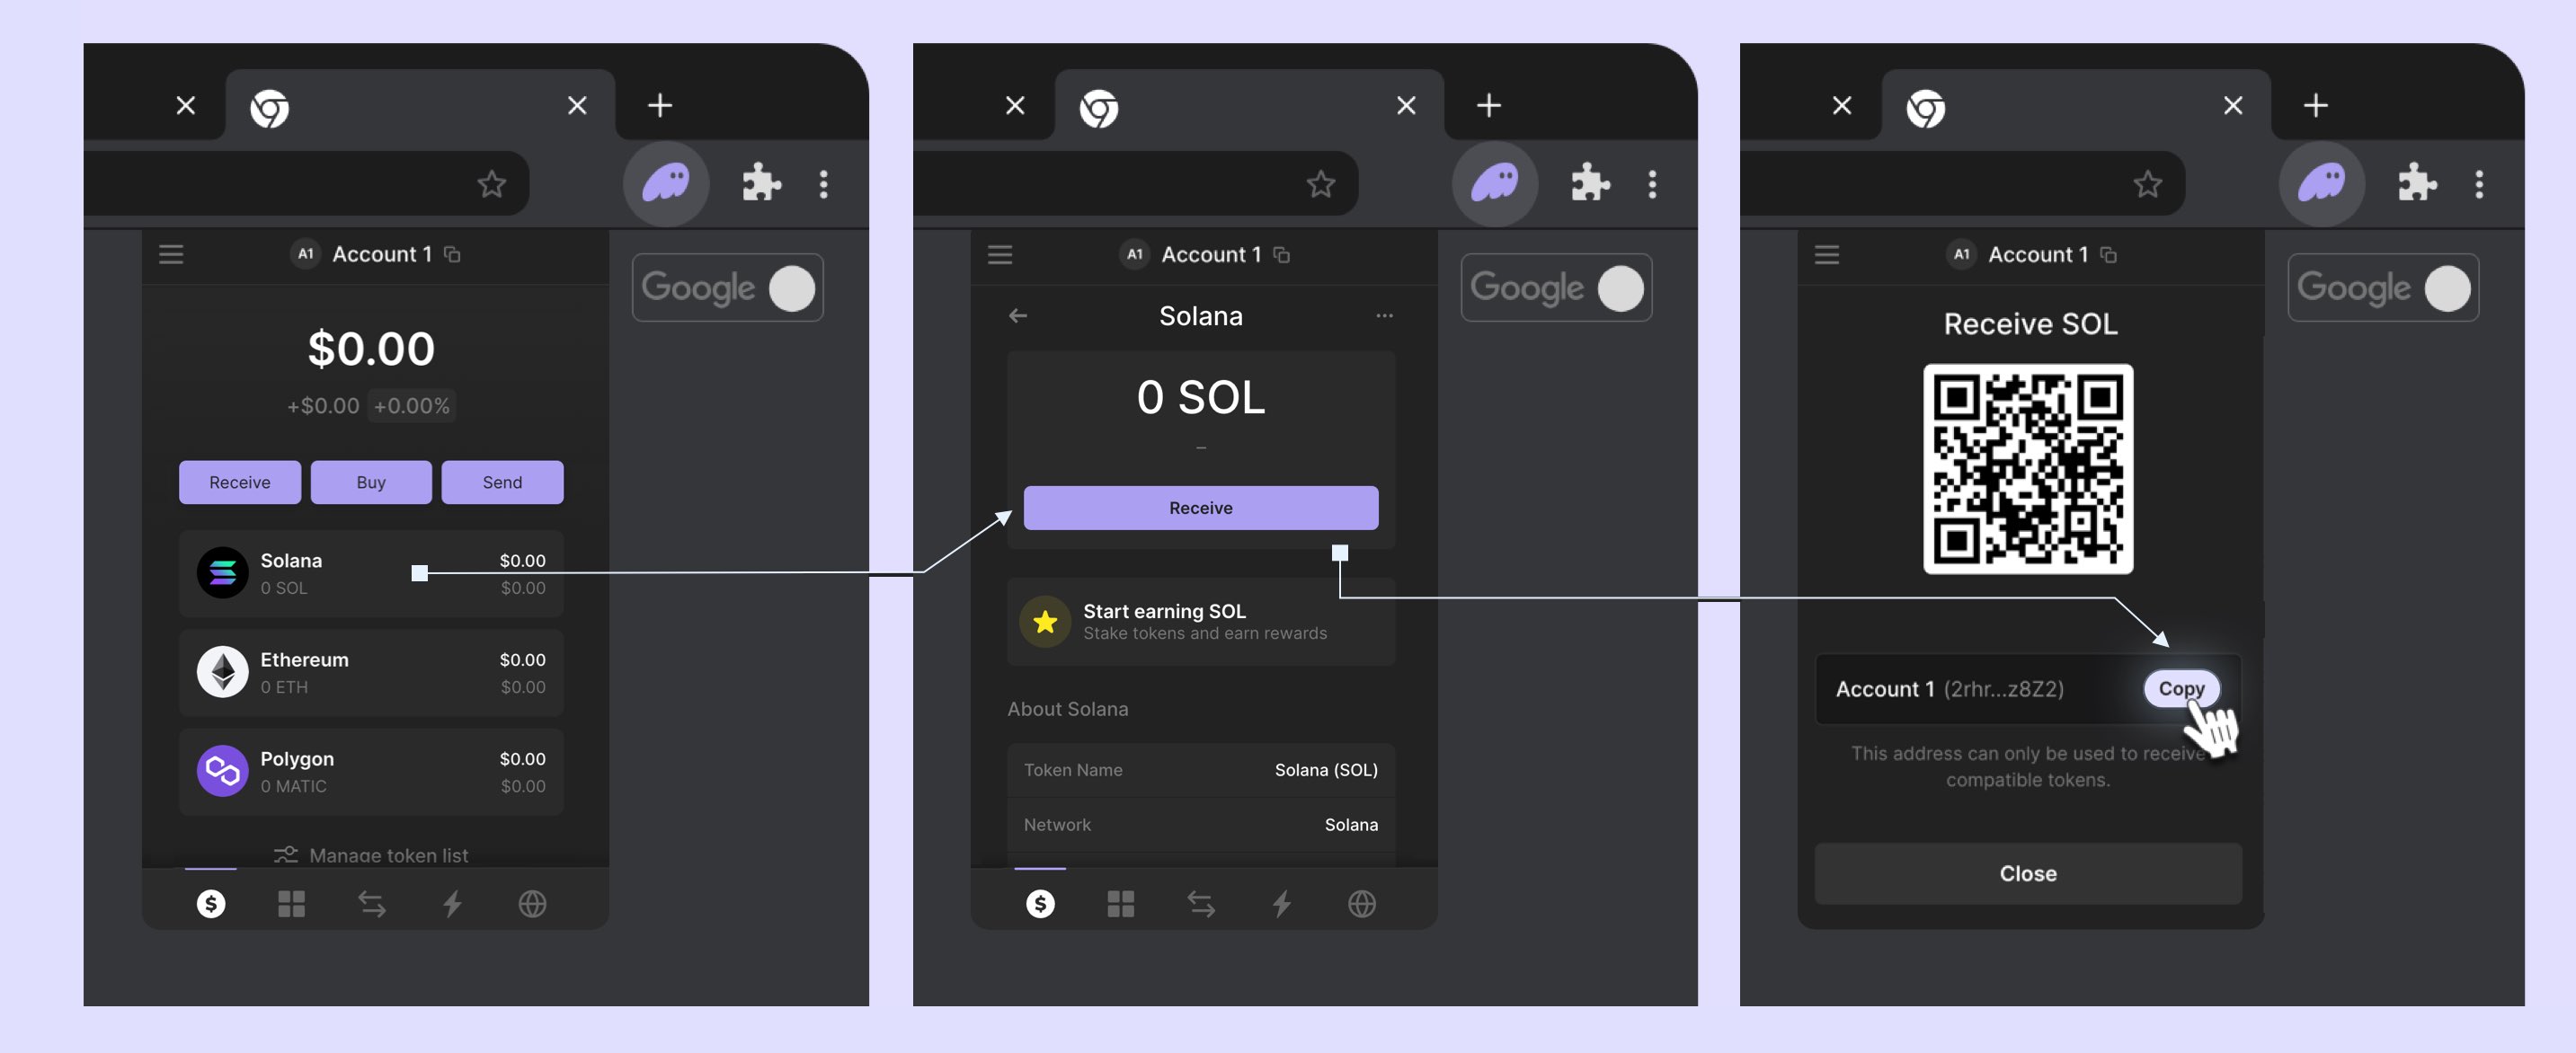 A1 Account 1
$0.00
+$0.00 +0.00%
Receive Buy Send
Solana $0.00
0 SOL $0.00
Ethereum $0.00
0 ETH $0.00
Polygon $0.00
0 MATIC $0.00
Manage token list
$
Google
A1 Account 1
Solana
0 SOL
–
Receive
Start earning SOL
Stake tokens and earn rewards
About Solana
Token Name Solana (SOL)
Network Solana
$
Google
A1 Account 1
Receive SOL
Account 1 (2rhr...z8Z2) Copy
This address can only be used to receive
compatible tokens.
Close
Google